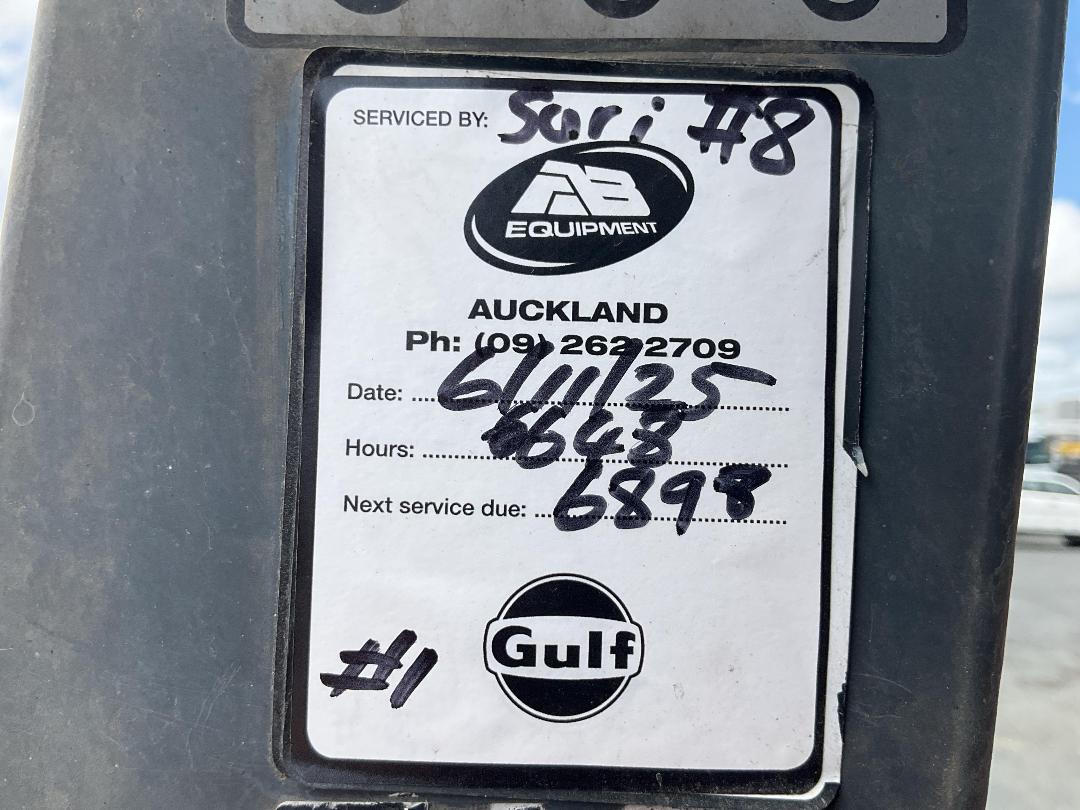 SERVICED BY: Suri #8
AB
EQUIPMENT
AUCKLAND
Ph: (09) 262 2709
Date: 6/11/25
Hours: 6648
Next service due: 6898
#1
Gulf